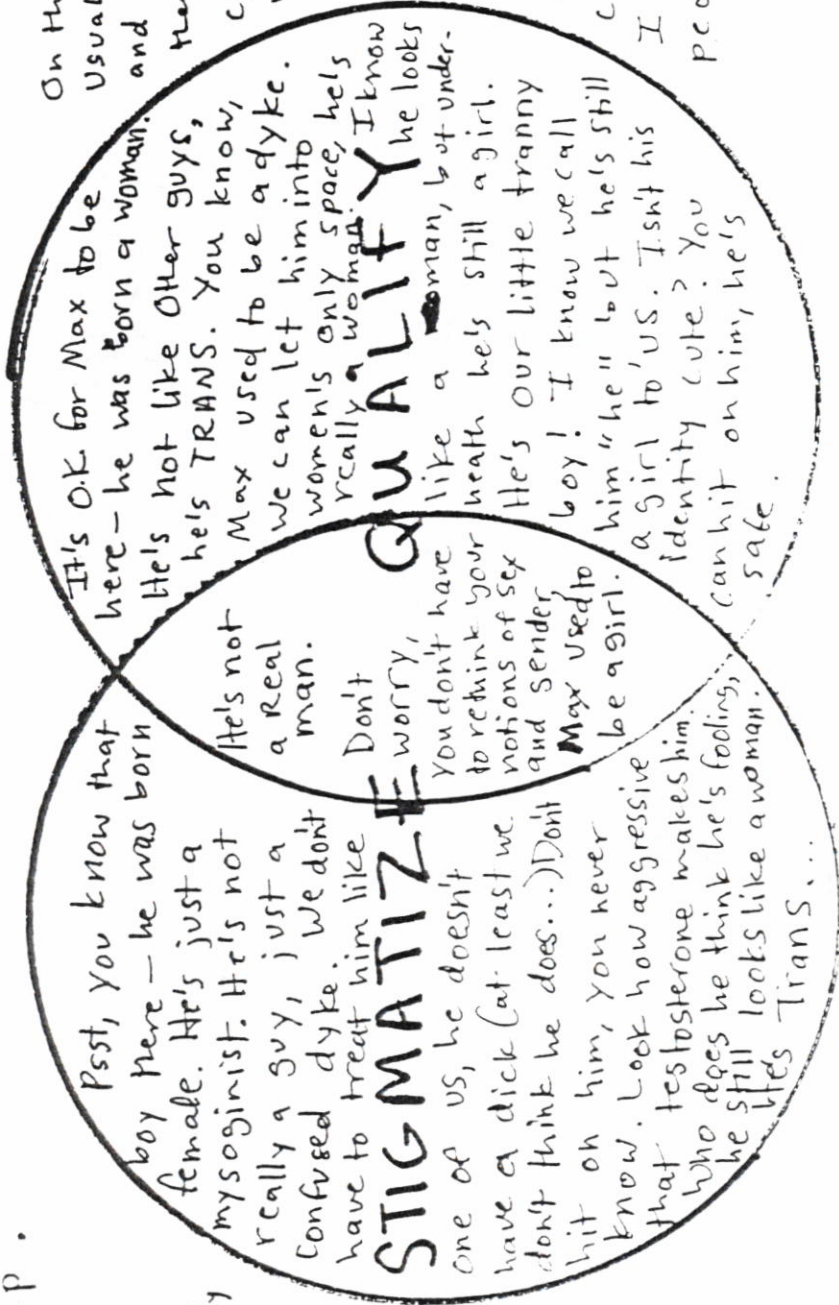 p.
y
Psst, you know that
boy there - he was born
female. He's just a
mysoginist. He's not
really a guy, just a
confused dyke. We don't
have to treat him like
STIGMATIZE
one of us, he doesn't
have a dick (at least we
don't think he does...) Don't
hit on him, you never
know. Look how aggressive
that testosterone makes him.
Who does he think he's fooling,
he still looks like a woman.
He's Trans...
He's not
a real
man.
Don't
worry,
you don't have
to rethink your
notions of sex
and gender,
Max used to
be a girl.
It's O.K. for Max to be
here - he was born a woman.
He's not like other guys,
he's TRANS. You know,
Max used to be a dyke.
We can let him into
women's only space, he's
really a woman. I know
QUALIFY
he looks
like a oman, but under-
neath he's still a girl.
He's our little tranny
boy! I know we call
him "he" but he's still
a girl to US. Isn't his
identity cute? You
can hit on him, he's
safe.
On th
Usual
and
the
c
c
I
peo